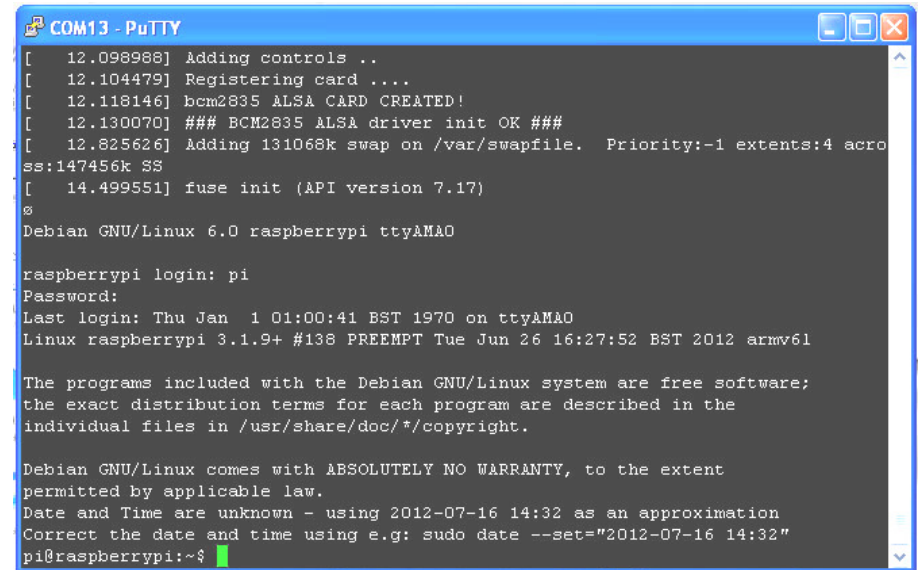 COM13 - PuTTY
[   12.098988] Adding controls ..
[   12.104479] Registering card ....
[   12.118146] bcm2835 ALSA CARD CREATED!
[   12.130070] ### BCM2835 ALSA driver init OK ###
[   12.825626] Adding 131068k swap on /var/swapfile.  Priority:-1 extents:4 acro
ss:147456k SS
[   14.499551] fuse init (API version 7.17)
ø
Debian GNU/Linux 6.0 raspberrypi ttyAMA0
raspberrypi login: pi
Password:
Last login: Thu Jan  1 01:00:41 BST 1970 on ttyAMA0
Linux raspberrypi 3.1.9+ #138 PREEMPT Tue Jun 26 16:27:52 BST 2012 armv6l
The programs included with the Debian GNU/Linux system are free software;
the exact distribution terms for each program are described in the
individual files in /usr/share/doc/*/copyright.
Debian GNU/Linux comes with ABSOLUTELY NO WARRANTY, to the extent
permitted by applicable law.
Date and Time are unknown - using 2012-07-16 14:32 as an approximation
Correct the date and time using e.g: sudo date --set="2012-07-16 14:32"
pi@raspberrypi:~$